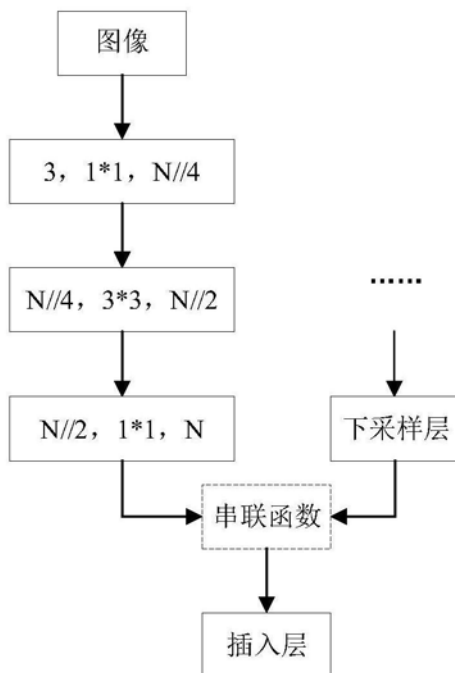 图像
3，1*1，N//4
N//4，3*3，N//2
......
N//2，1*1，N
下采样层
串联函数
插入层